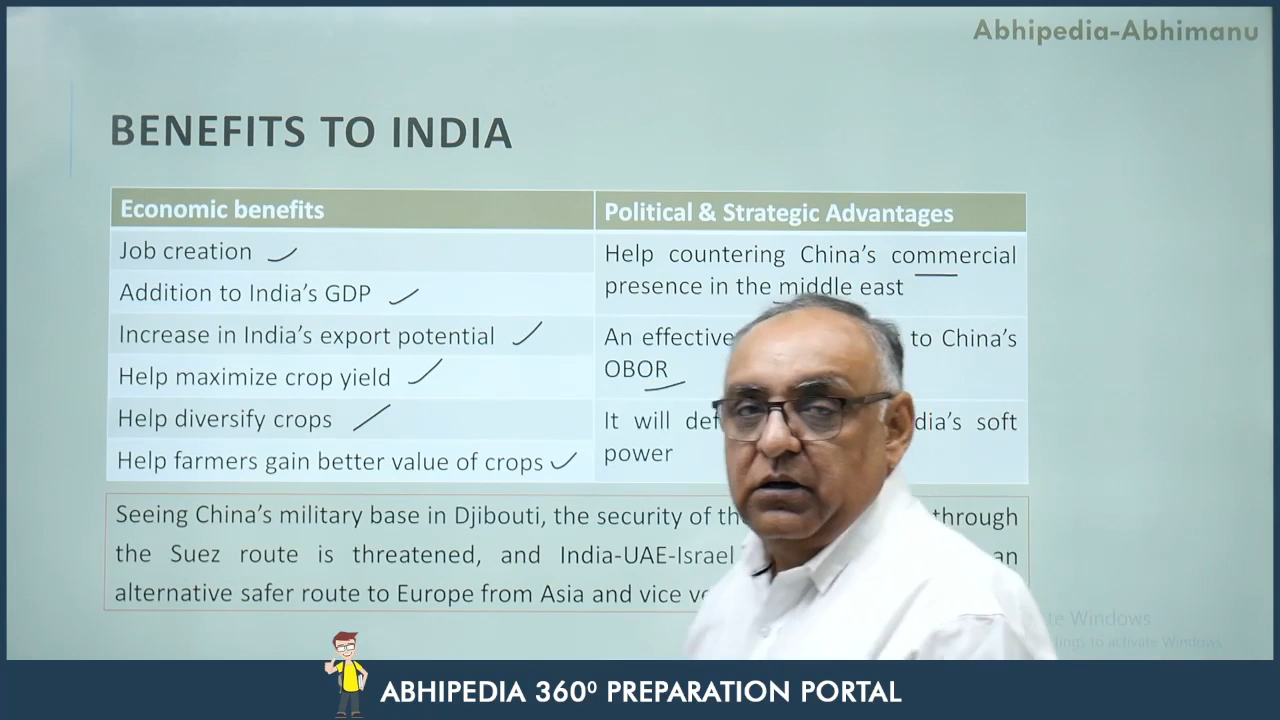 Abhipedia-Abhimanu
BENEFITS TO INDIA
Economic benefits
Political & Strategic Advantages
Job creation
Addition to India's GDP
Increase in India's export potential
Help maximize crop yield
Help diversify crops
Help farmers gain better value of crops
Help countering China's commercial
presence in the middle east
An effective to China's
OBOR
It will soft
power
Seeing China's military base in Djibouti, the security of through
the Suez route is threatened, and India-UAE-Israel an
alternative safer route to Europe from Asia and vice
Windows
to activate Windows
ABHIPEDIA 360⁰ PREPARATION PORTAL